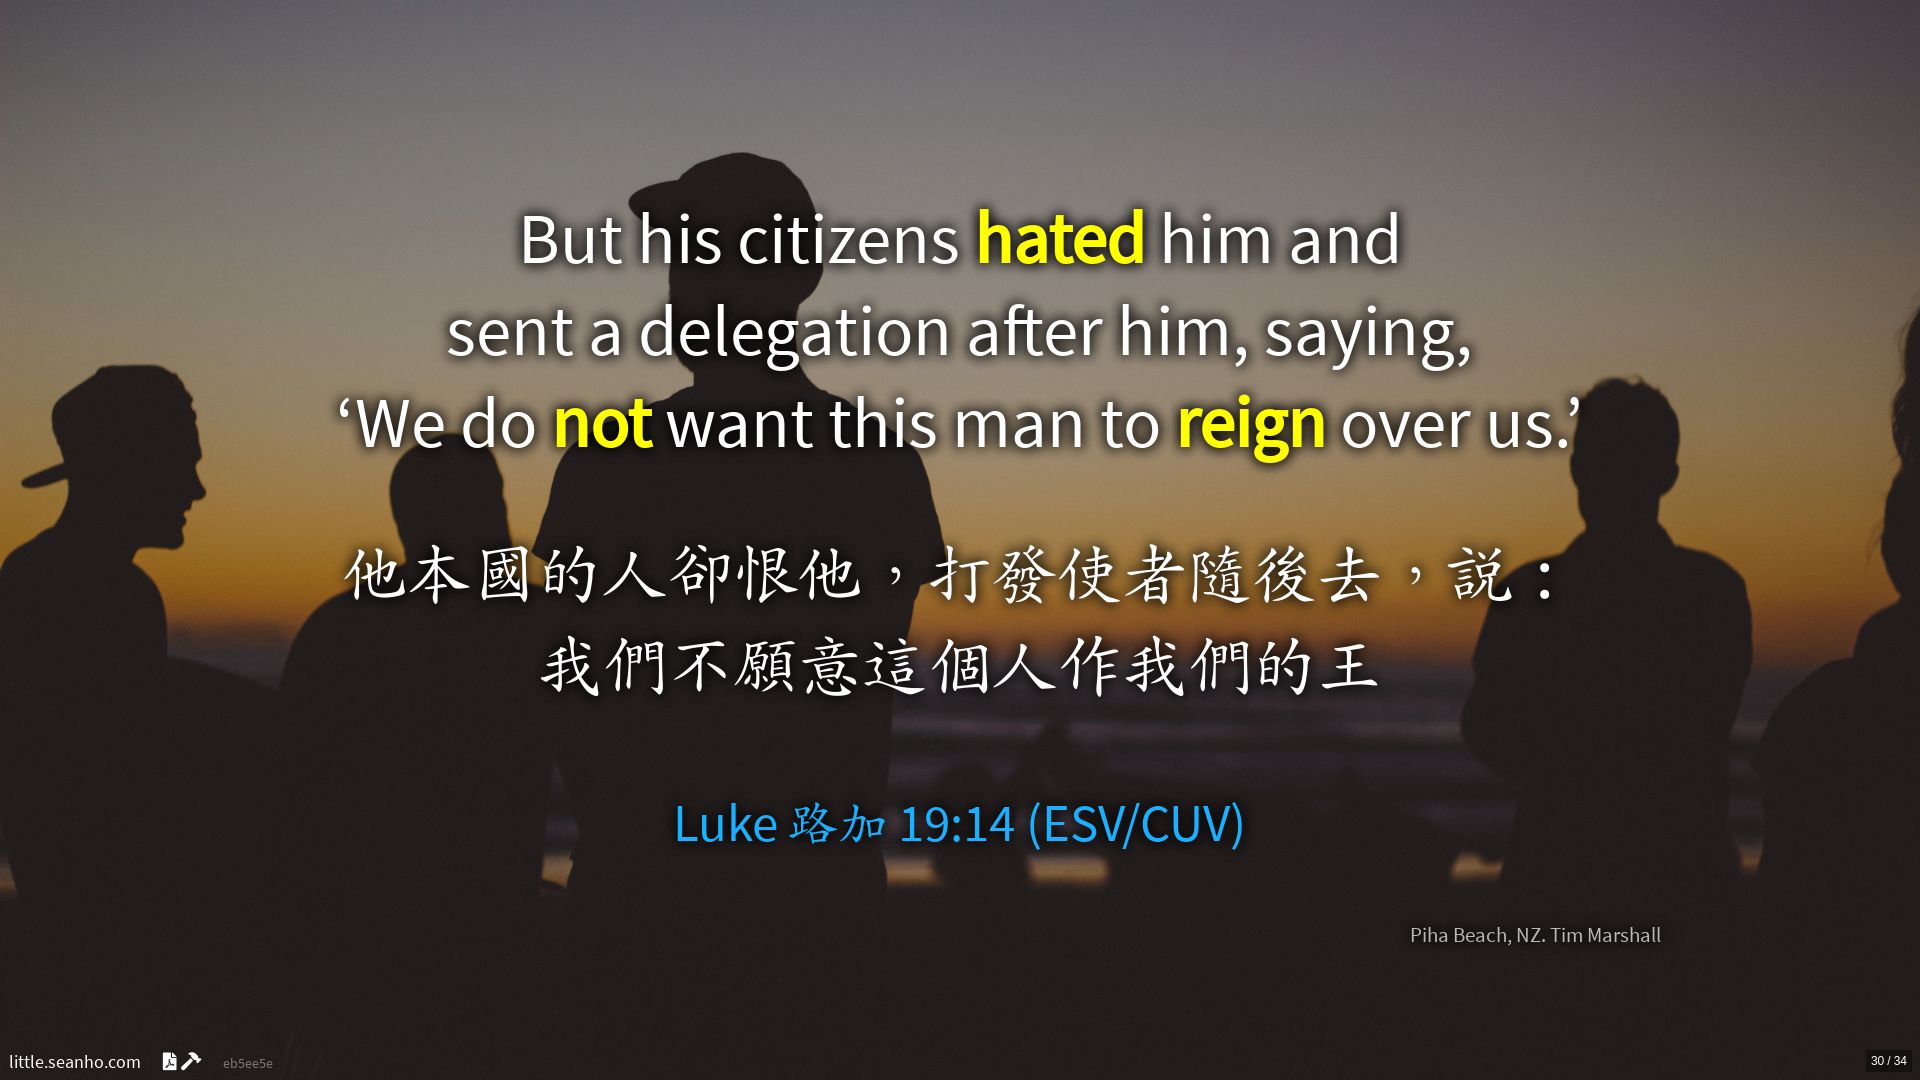 But his citizens hated him and
sent a delegation after him, saying,
‘We do not want this man to reign over us.’
他本國的人卻恨他，打發使者隨後去，説：
我們不願意這個人作我們的王
Luke 路加 19:14 (ESV/CUV)
Piha Beach, NZ. Tim Marshall
little.seanho.com eb5ee5e
30 / 34